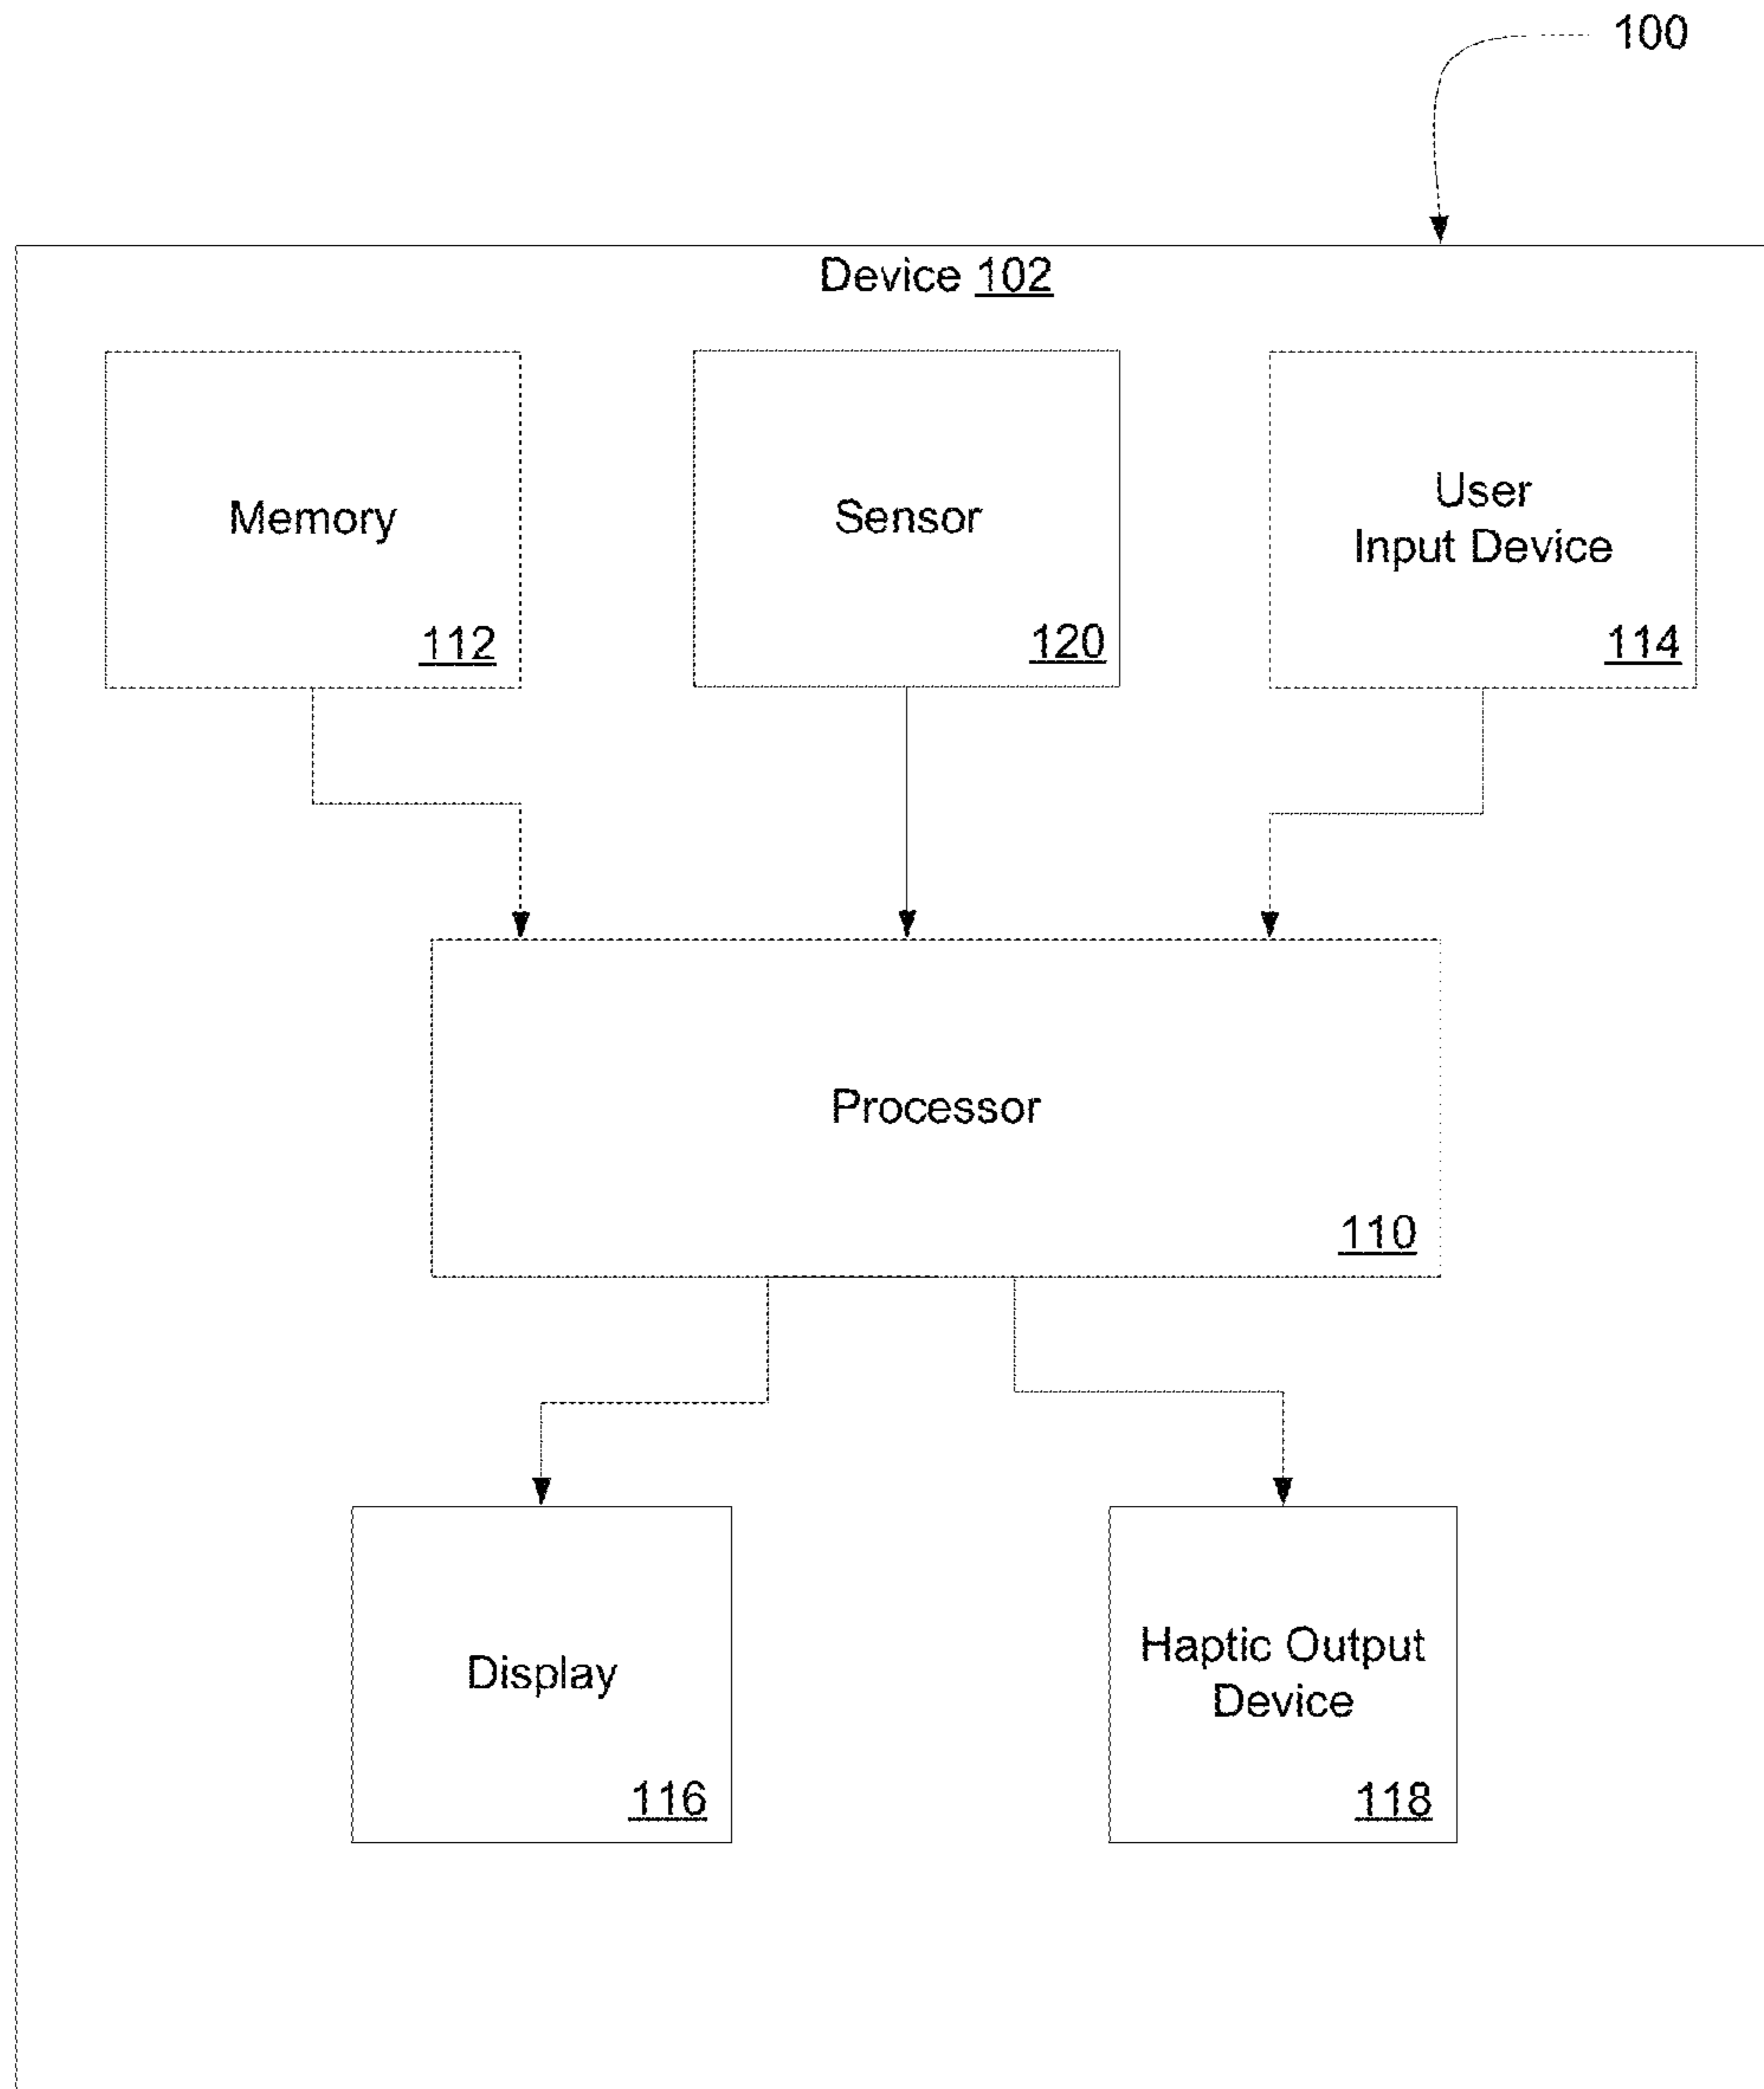 100
Device 102
Memory
112
Sensor
120
User
Input Device
114
Processor
110
Display
116
Haptic Output
Device
118